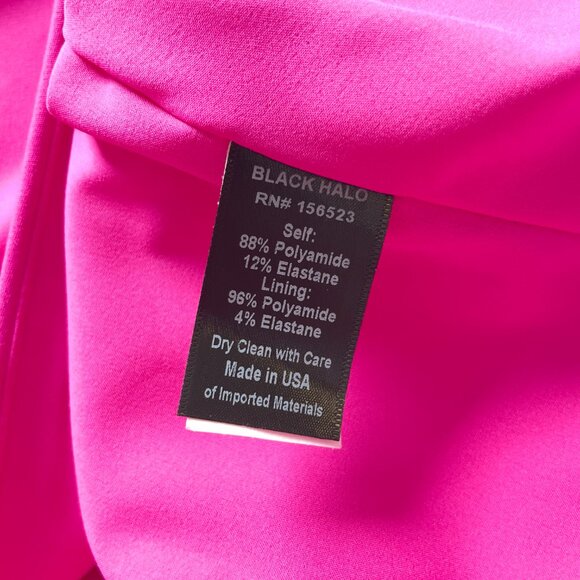 BLACK HALO
RN# 156523
Self:
88% Polyamide
12% Elastane
Lining:
96% Polyamide
4% Elastane
Dry Clean with Care
Made in USA
of Imported Materials